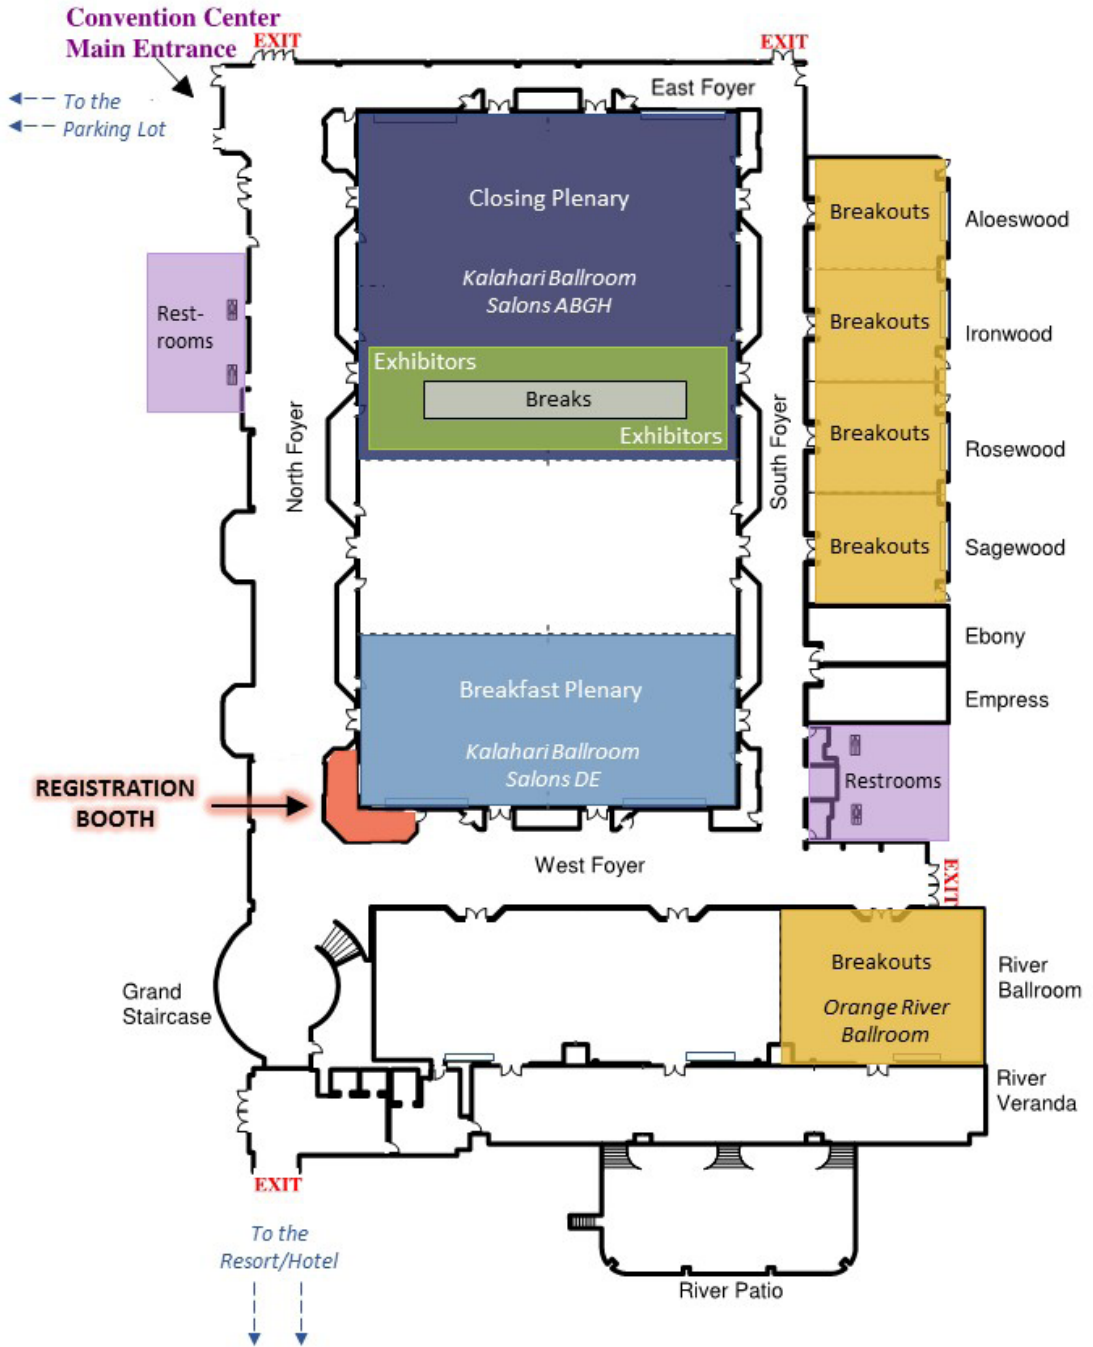 Convention Center
Main Entrance
EXIT
EXIT
To the
Parking Lot
East Foyer
Closing Plenary
Kalahari Ballroom
Salons ABGH
Breakouts
Aloeswood
Rest-
rooms
Breakouts
Ironwood
Exhibitors
Breaks
Exhibitors
North Foyer
South Foyer
Breakouts
Rosewood
Breakouts
Sagewood
Ebony
Breakfast Plenary
Empress
Kalahari Ballroom
Salons DE
REGISTRATION
BOOTH
Restrooms
West Foyer
EXIT
Grand
Staircase
Breakouts
Orange River
Ballroom
River
Ballroom
River
Veranda
EXIT
To the
Resort/Hotel
River Patio